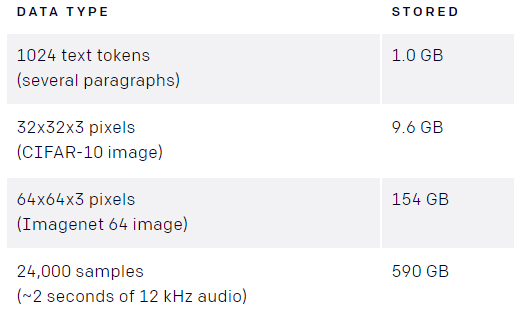 DATA TYPE STORED
1024 text tokens 1.0 GB
(several paragraphs)
32x32x3 pixels 9.6 GB
(CIFAR-10 image)
64x64x3 pixels 154 GB
(Imagenet 64 image)
24,000 samples 590 GB
(~2 seconds of 12 kHz audio)